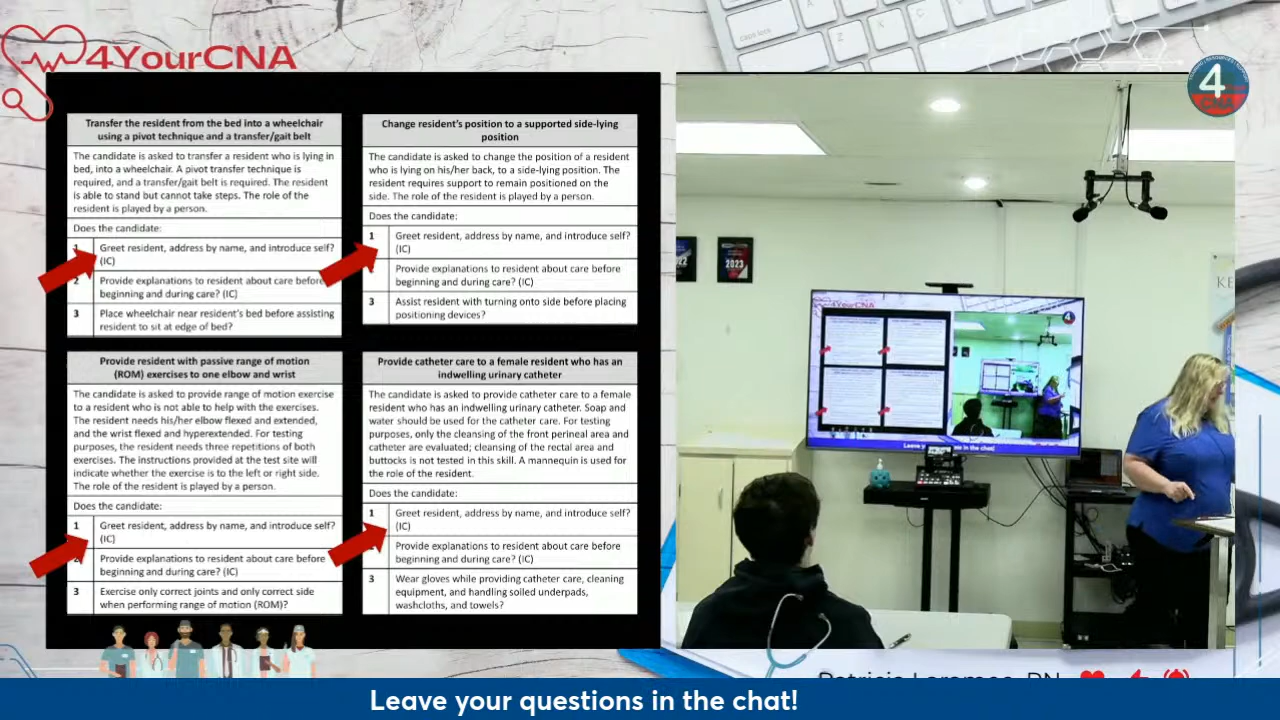 4YourCNA
caps lock
A
Z
Transfer the resident from the bed into a wheelchair
using a pivot technique and a transfer/gait belt
The candidate is asked to transfer a resident who is lying in
bed, into a wheelchair. A pivot transfer technique is
required, and a transfer/gait belt is required. The resident
is able to stand but cannot take steps. The role of the
resident is played by a person.
Does the candidate:
1 Greet resident, address by name, and introduce self?
(IC)
2 Provide explanations to resident about care before
beginning and during care? (IC)
3 Place wheelchair near resident's bed before assisting
resident to sit at edge of bed?
Change resident's position to a supported side-lying
position
The candidate is asked to change the position of a resident
who is lying on his/her back, to a side-lying position. The
resident requires support to remain positioned on the
side. The role of the resident is played by a person.
Does the candidate:
1 Greet resident, address by name, and introduce self?
(IC)
Provide explanations to resident about care before
beginning and during care? (IC)
3 Assist resident with turning onto side before placing
positioning devices?
Provide resident with passive range of motion
(ROM) exercises to one elbow and wrist
The candidate is asked to provide range of motion exercise
to a resident who is not able to help with the exercises.
The resident needs his/her elbow flexed and extended,
and the wrist flexed and hyperextended. For testing
purposes, the resident needs three repetitions of both
exercises. The instructions provided at the test site will
indicate whether the exercise is to the left or right side.
The role of the resident is played by a person.
Does the candidate:
1 Greet resident, address by name, and introduce self?
(IC)
2 Provide explanations to resident about care before
beginning and during care? (IC)
3 Exercise only correct joints and only correct side
when performing range of motion (ROM)?
Provide catheter care to a female resident who has an
indwelling urinary catheter
The candidate is asked to provide catheter care to a female
resident who has an indwelling urinary catheter. Soap and
water should be used for the catheter care. For testing
purposes, only the cleansing of the front perineal area and
catheter are evaluated; cleansing of the rectal area and
buttocks is not tested in this skill. A mannequin is used for
the role of the resident.
Does the candidate:
1 Greet resident, address by name, and introduce self?
(IC)
Provide explanations to resident about care before
beginning and during care? (IC)
3 Wear gloves while providing catheter care, cleaning
equipment, and handling soiled underpads,
washcloths, and towels?
4
CNA
2023
KE
4YourCNA
4
Leave y in the chat!
Patricia Laramee, RN
Leave your questions in the chat!